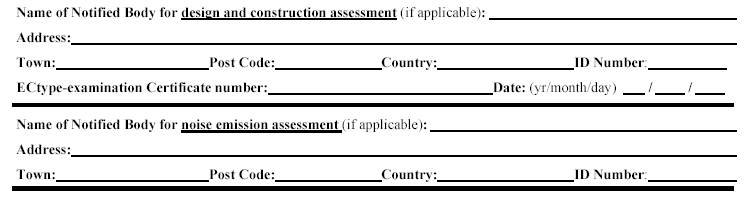 Name of Notified Body for design and construction assessment (if applicable):
Address:
Town: Post Code: Country: ID Number:
ECtype-examination Certificate number: Date: (yr/month/day) / /
Name of Notified Body for noise emission assessment (if applicable):
Address:
Town: Post Code: Country: ID Number: